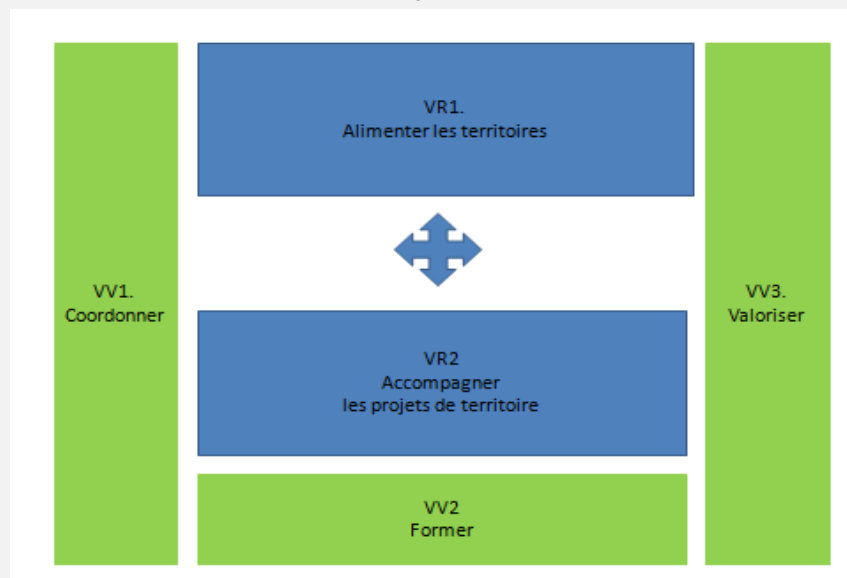 VV1.
Coordonner
VR1.
Alimenter les territoires
VR2
Accompagner
les projets de territoire
VV2
Former
VV3.
Valoriser